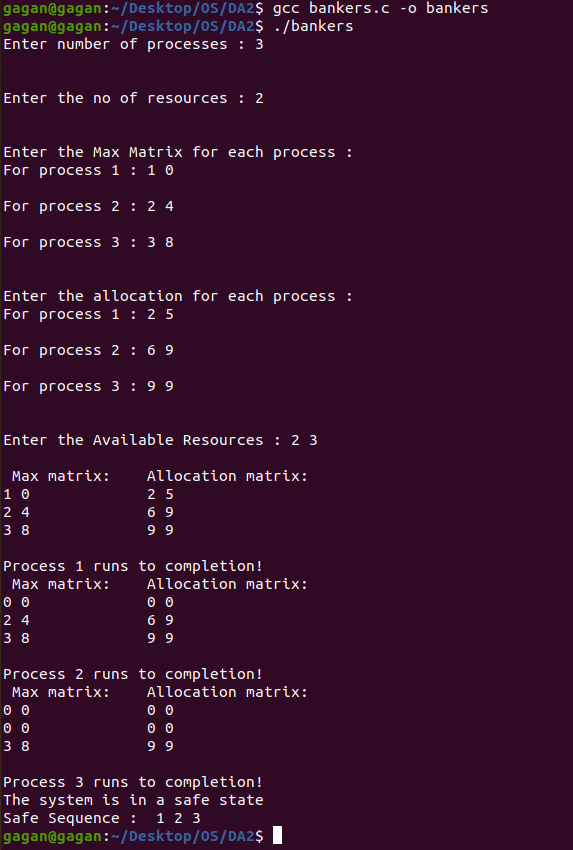 gagan@gagan:~/Desktop/OS/DA2$ gcc bankers.c -o bankers
gagan@gagan:~/Desktop/OS/DA2$ ./bankers
Enter number of processes : 3
Enter the no of resources : 2
Enter the Max Matrix for each process :
For process 1 : 1 0
For process 2 : 2 4
For process 3 : 3 8
Enter the allocation for each process :
For process 1 : 2 5
For process 2 : 6 9
For process 3 : 9 9
Enter the Available Resources : 2 3
Max matrix:    Allocation matrix:
1 0             2 5
2 4             6 9
3 8             9 9
Process 1 runs to completion!
Max matrix:    Allocation matrix:
0 0             0 0
2 4             6 9
3 8             9 9
Process 2 runs to completion!
Max matrix:    Allocation matrix:
0 0             0 0
0 0             0 0
3 8             9 9
Process 3 runs to completion!
The system is in a safe state
Safe Sequence :  1 2 3
gagan@gagan:~/Desktop/OS/DA2$